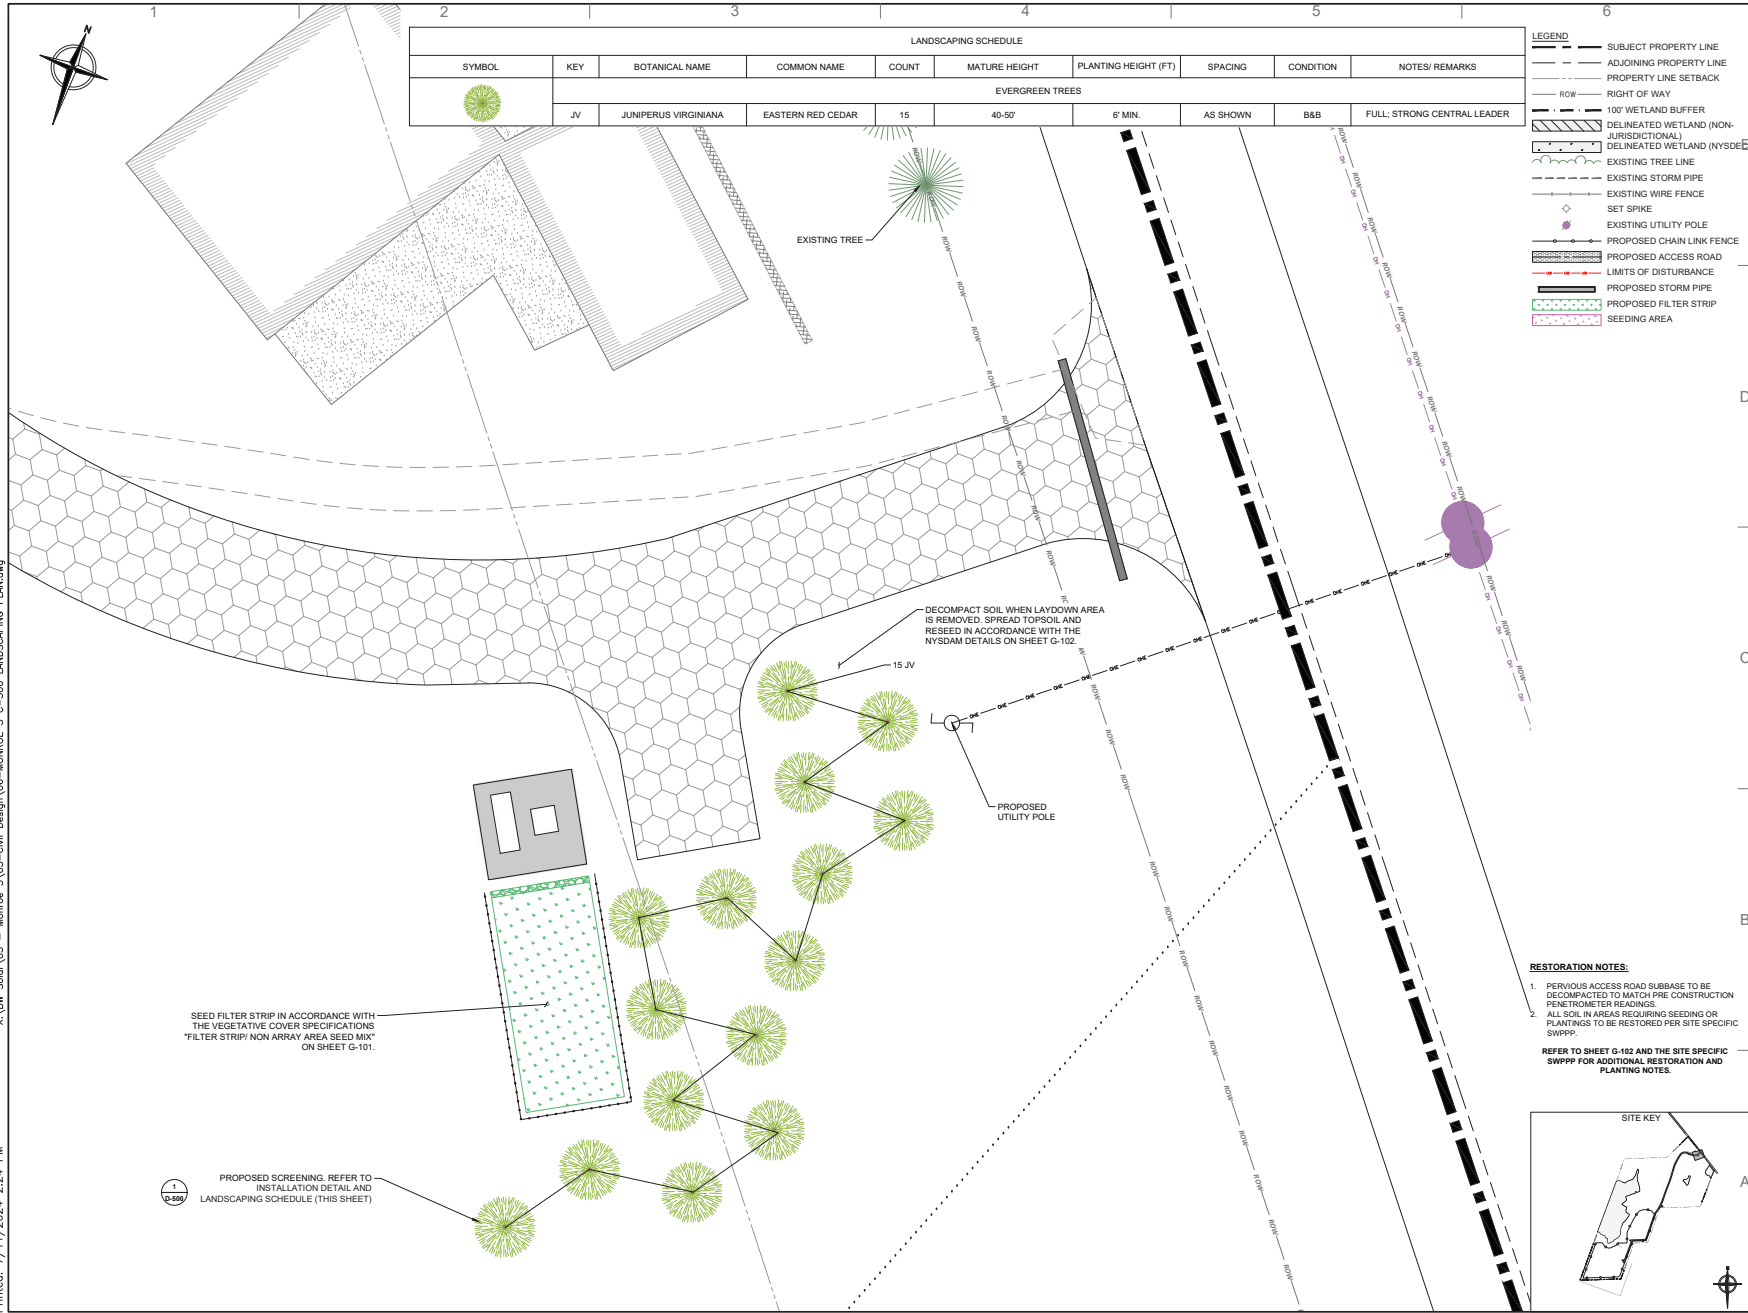 1 2 3 4 5 6
N
LANDSCAPING SCHEDULE
SYMBOL KEY BOTANICAL NAME COMMON NAME COUNT MATURE HEIGHT PLANTING HEIGHT (FT) SPACING CONDITION NOTES/ REMARKS
EVERGREEN TREES
JV JUNIPERUS VIRGINIANA EASTERN RED CEDAR 15 40-50' 6' MIN. AS SHOWN B&B FULL; STRONG CENTRAL LEADER
LEGEND
SUBJECT PROPERTY LINE
ADJOINING PROPERTY LINE
PROPERTY LINE SETBACK
ROW RIGHT OF WAY
100' WETLAND BUFFER
DELINEATED WETLAND (NON-
JURISDICTIONAL)
DELINEATED WETLAND (NYSDEC
EXISTING TREE LINE
EXISTING STORM PIPE
EXISTING WIRE FENCE
SET SPIKE
EXISTING UTILITY POLE
PROPOSED CHAIN LINK FENCE
PROPOSED ACCESS ROAD
LIMITS OF DISTURBANCE
PROPOSED STORM PIPE
PROPOSED FILTER STRIP
SEEDING AREA
EXISTING TREE
D
C
B
A
DECOMPACT SOIL WHEN LAYDOWN AREA
IS REMOVED. SPREAD TOPSOIL AND
RESEED IN ACCORDANCE WITH THE
NYSDAM DETAILS ON SHEET G-102.
15 JV
PROPOSED
UTILITY POLE
SEED FILTER STRIP IN ACCORDANCE WITH
THE VEGETATIVE COVER SPECIFICATIONS
"FILTER STRIP/ NON ARRAY AREA SEED MIX"
ON SHEET G-101.
1
D-500
PROPOSED SCREENING. REFER TO
INSTALLATION DETAIL AND
LANDSCAPING SCHEDULE (THIS SHEET)
RESTORATION NOTES:
1. PERVIOUS ACCESS ROAD SUBBASE TO BE
DECOMPACTED TO MATCH PRE CONSTRUCTION
PENETROMETER READINGS.
2. ALL SOIL IN AREAS REQUIRING SEEDING OR
PLANTINGS TO BE RESTORED PER SITE SPECIFIC
SWPPP.
REFER TO SHEET G-102 AND THE SITE SPECIFIC
SWPPP FOR ADDITIONAL RESTORATION AND
PLANTING NOTES.
SITE KEY